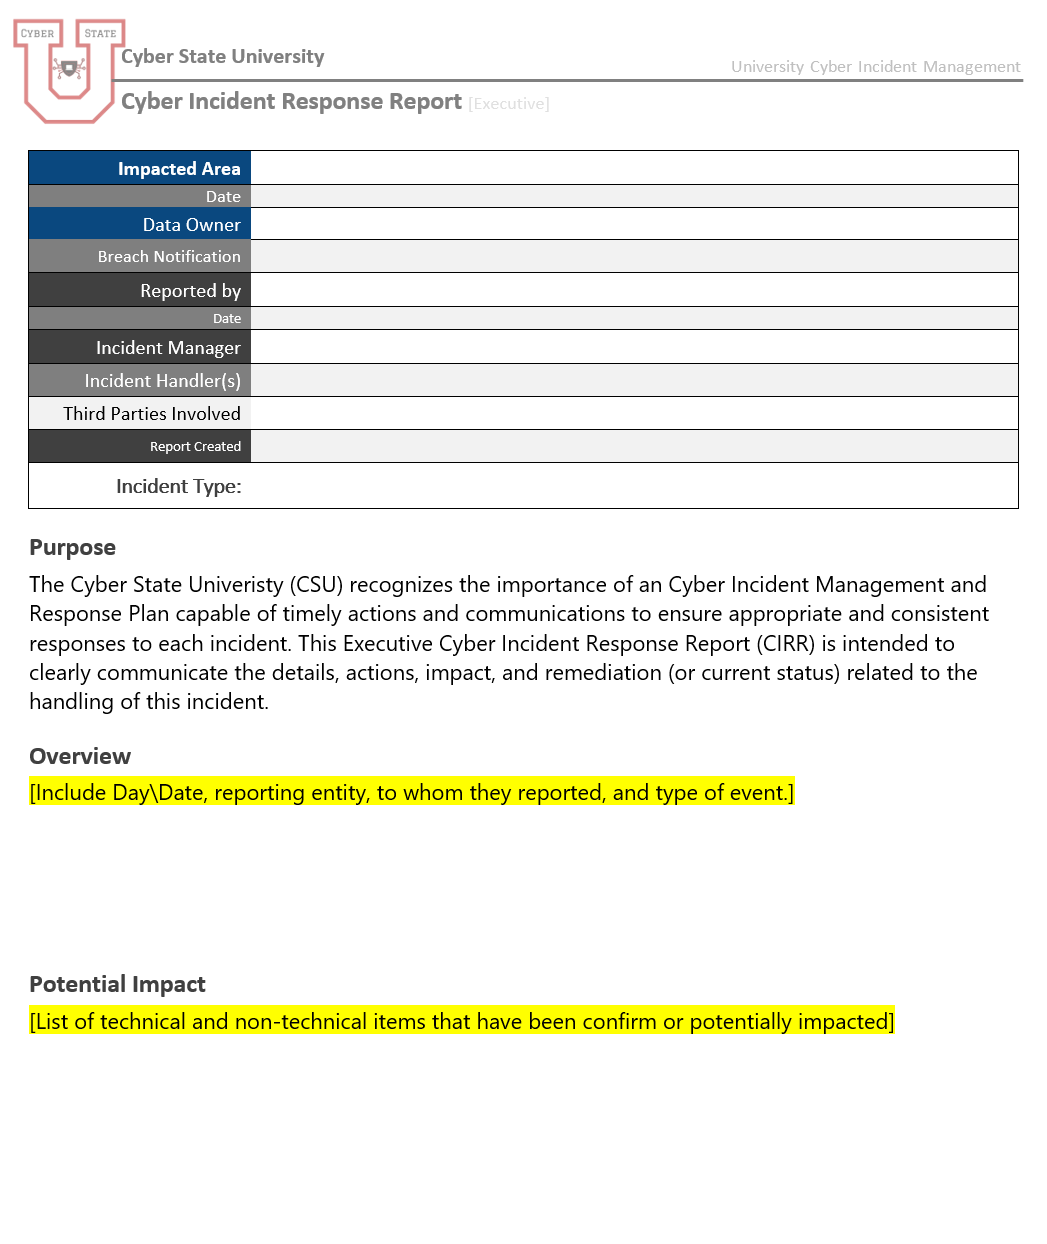 CYBER STATE
Cyber State University
University Cyber Incident Management
Cyber Incident Response Report [Executive]
Impacted Area
Date
Data Owner
Breach Notification
Reported by
Date
Incident Manager
Incident Handler(s)
Third Parties Involved
Report Created
Incident Type:
Purpose
The Cyber State Univeristy (CSU) recognizes the importance of an Cyber Incident Management and
Response Plan capable of timely actions and communications to ensure appropriate and consistent
responses to each incident. This Executive Cyber Incident Response Report (CIRR) is intended to
clearly communicate the details, actions, impact, and remediation (or current status) related to the
handling of this incident.
Overview
[Include Day\Date, reporting entity, to whom they reported, and type of event.]
Potential Impact
[List of technical and non-technical items that have been confirm or potentially impacted]